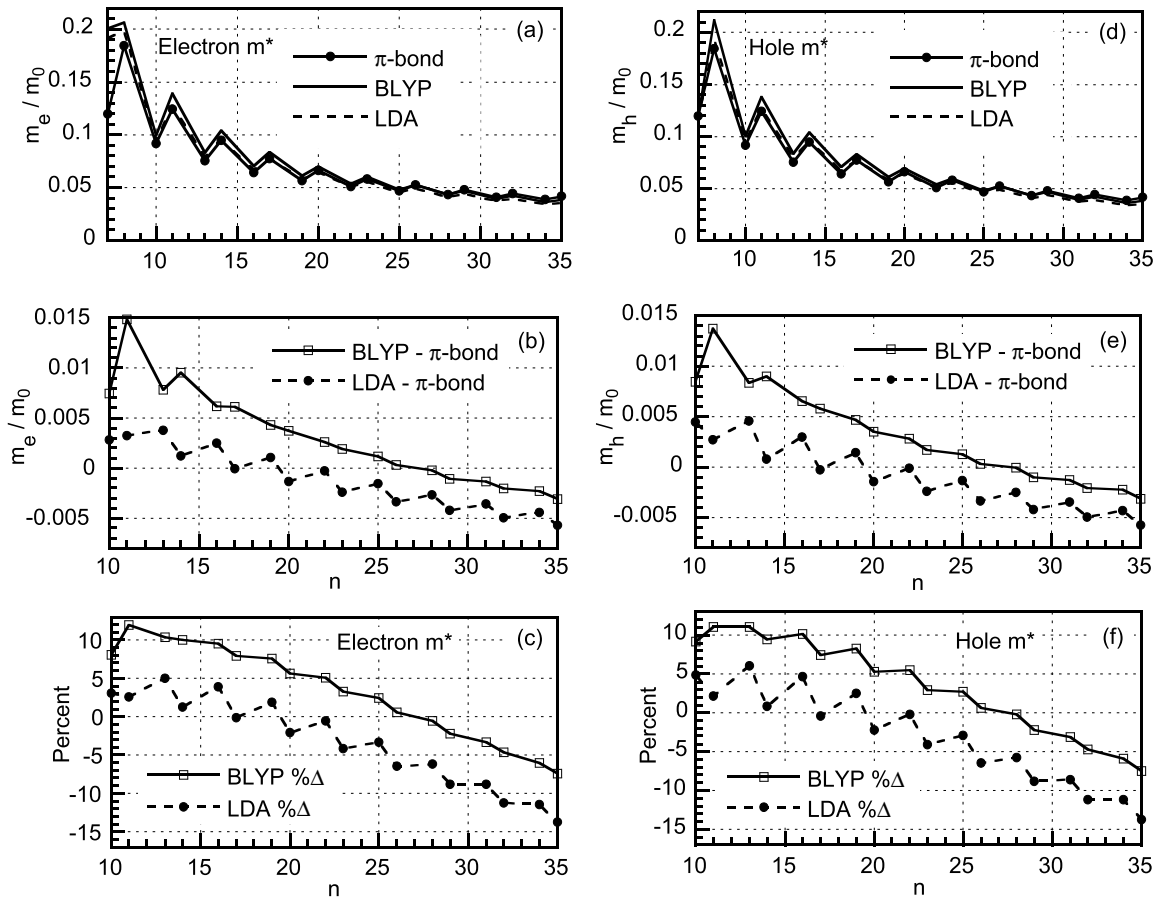 (a)
Electron m*
π-bond
BLYP
LDA
m_e / m_0
0.2
0.15
0.1
0.05
0
10 15 20 25 30 35
(d)
Hole m*
π-bond
BLYP
LDA
m_h / m_0
0.2
0.15
0.1
0.05
0
10 15 20 25 30 35
(b)
BLYP - π-bond
LDA - π-bond
m_e / m_0
0.015
0.01
0.005
0
-0.005
10 15 20 25 30 35
n
(e)
BLYP - π-bond
LDA - π-bond
m_h / m_0
0.015
0.01
0.005
0
-0.005
10 15 20 25 30 35
n
(c)
Electron m*
BLYP %Δ
LDA %Δ
Percent
10
5
0
-5
-10
-15
10 15 20 25 30 35
n
(f)
Hole m*
BLYP %Δ
LDA %Δ
Percent
10
5
0
-5
-10
-15
10 15 20 25 30 35
n